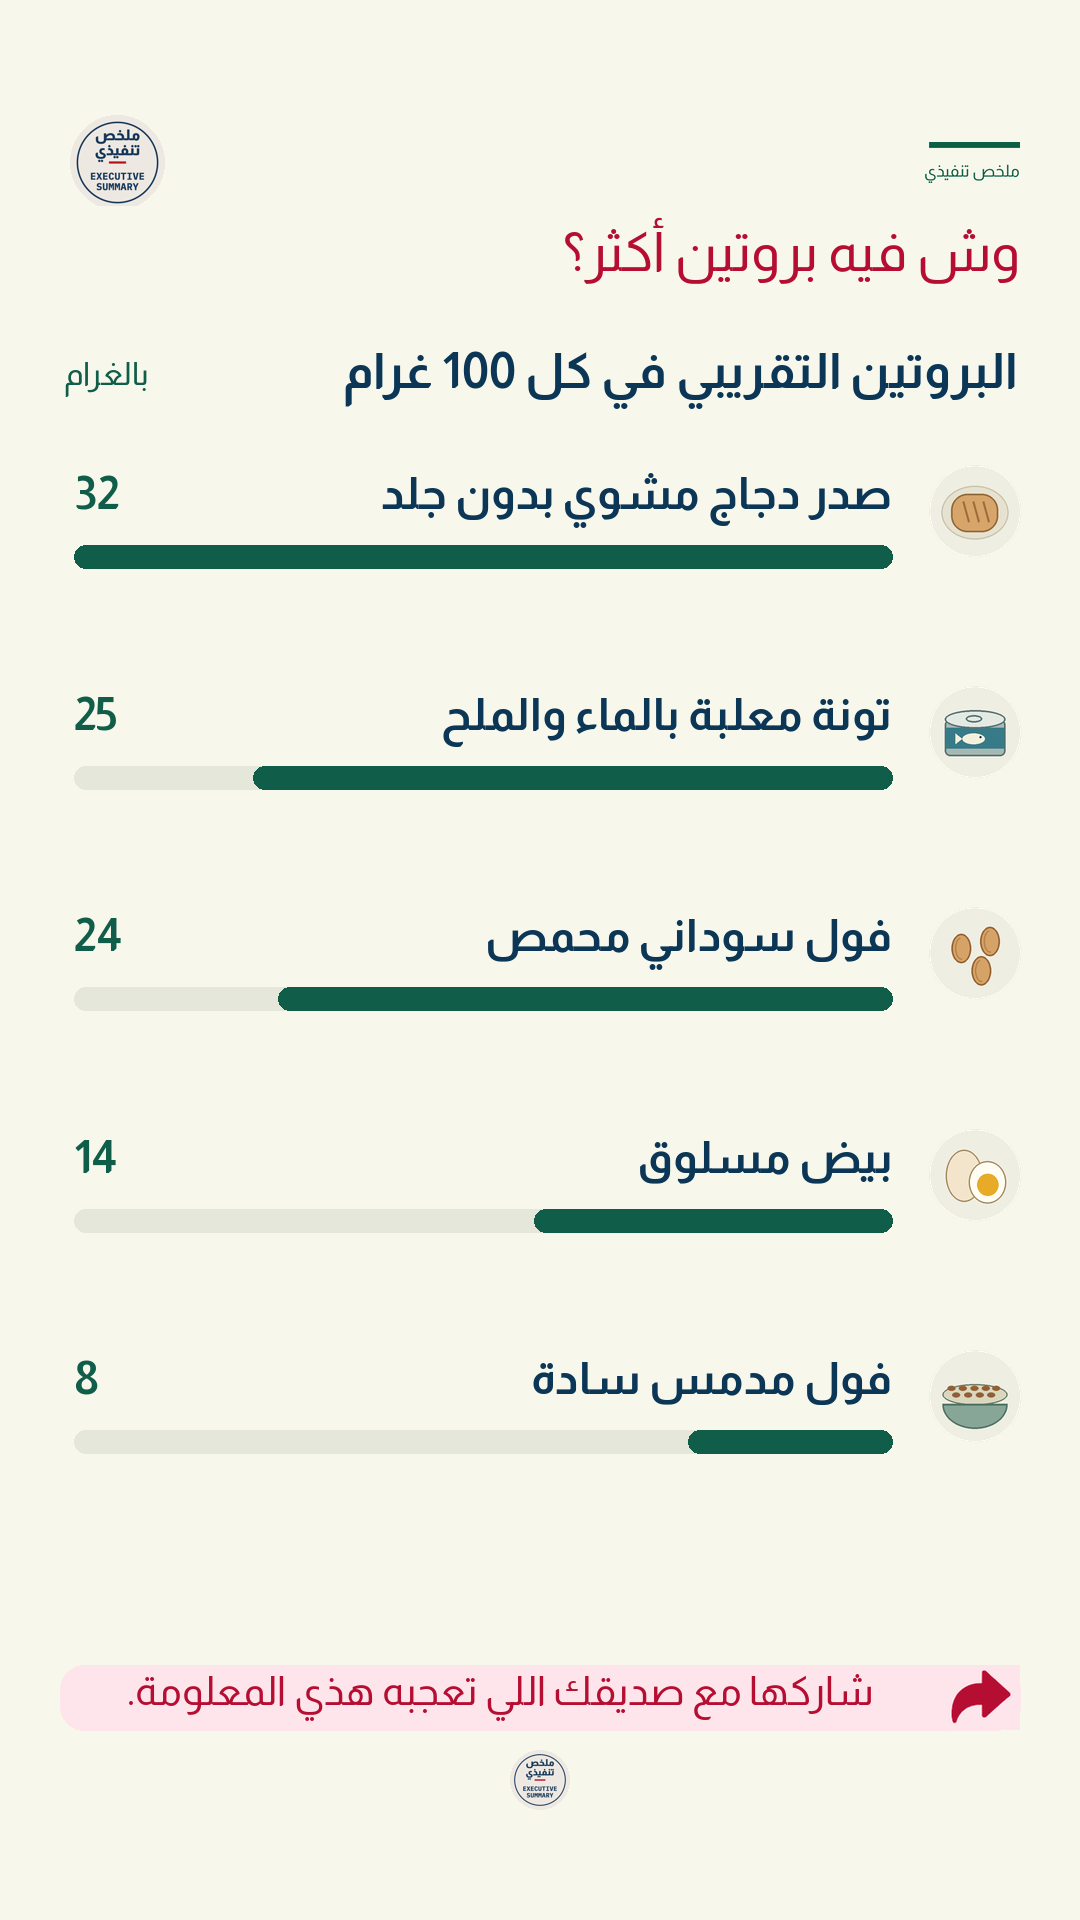 ملخص
تنفيذي
EXECUTIVE
SUMMARY
ملخص تنفيذي
وش فيه بروتين أكثر؟
البروتين التقريبي في كل 100 غرام
بالغرام
صدر دجاج مشوي بدون جلد
32
تونة معلبة بالماء والملح
25
فول سوداني محمص
24
بيض مسلوق
14
فول مدمس سادة
8
شاركها مع صديقك اللي تعجبه هذي المعلومة.
ملخص
تنفيذي
EXECUTIVE
SUMMARY